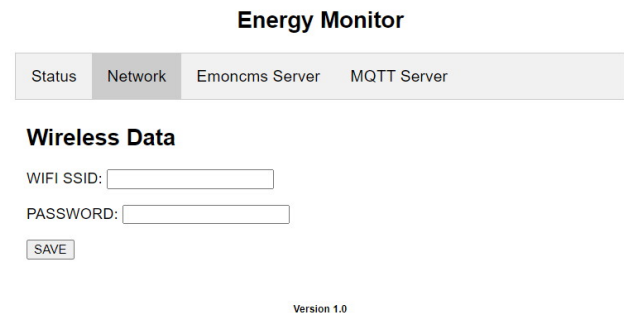 Energy Monitor
Status Network Emoncms Server MQTT Server
Wireless Data
WIFI SSID:
PASSWORD:
SAVE
Version 1.0